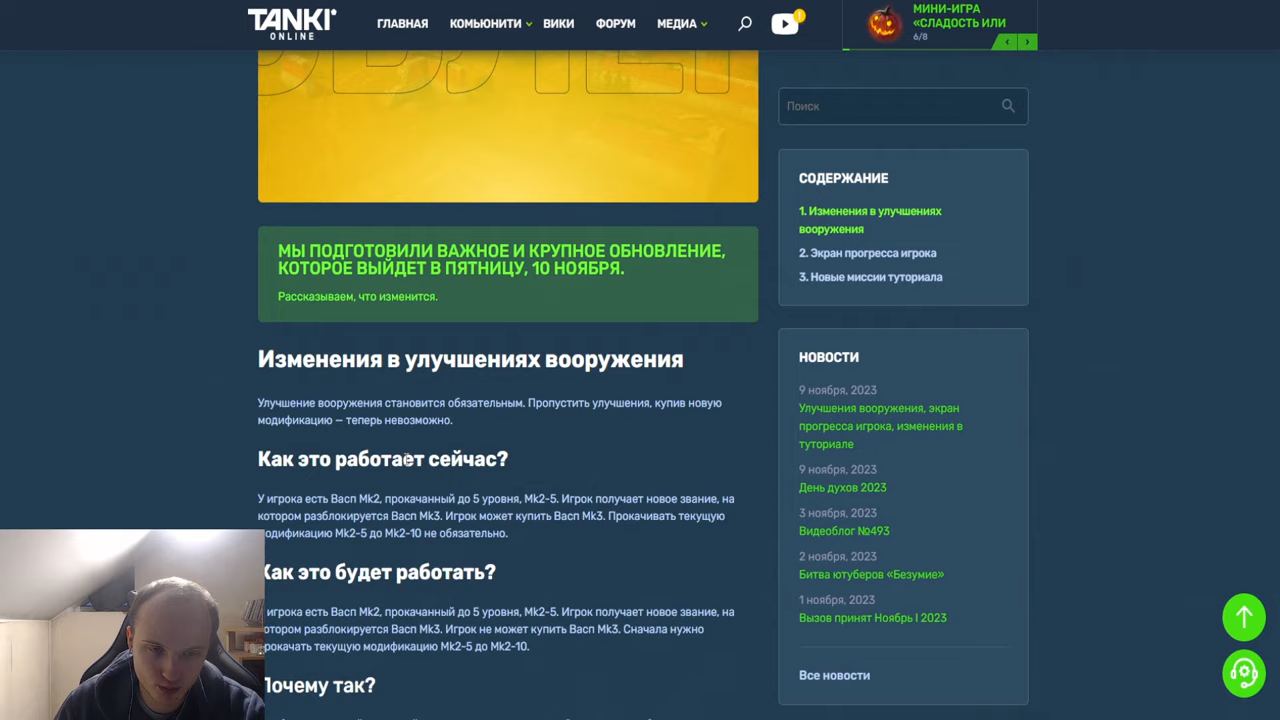 TANKI
ONLINE
ГЛАВНАЯ
КОМЬЮНИТИ
ВИКИ
ФОРУМ
МЕДИА
1
МИНИ-ИГРА
«СЛАДОСТЬ ИЛИ
6/8
МЫ ПОДГОТОВИЛИ ВАЖНОЕ И КРУПНОЕ ОБНОВЛЕНИЕ,
КОТОРОЕ ВЫЙДЕТ В ПЯТНИЦУ, 10 НОЯБРЯ.
Рассказываем, что изменится.
Изменения в улучшениях вооружения
Улучшение вооружения становится обязательным. Пропустить улучшения, купив новую
модификацию — теперь невозможно.
Как это работает сейчас?
У игрока есть Васп Mk2, прокачанный до 5 уровня, Mk2-5. Игрок получает новое звание, на
котором разблокируется Васп Mk3. Игрок может купить Васп Mk3. Прокачивать текущую
одификацию Mk2-5 до Mk2-10 не обязательно.
Как это будет работать?
игрока есть Васп Mk2, прокачанный до 5 уровня, Mk2-5. Игрок получает новое звание, на
отором разблокируется Васп Mk3. Игрок не может купить Васп Mk3. Сначала нужно
рокачать текущую модификацию Mk2-5 до Mk2-10.
Почему так?
Поиск
СОДЕРЖАНИЕ
1. Изменения в улучшениях
вооружения
2. Экран прогресса игрока
3. Новые миссии туториала
НОВОСТИ
9 ноября, 2023
Улучшения вооружения, экран
прогресса игрока, изменения в
туториале
9 ноября, 2023
День духов 2023
3 ноября, 2023
Видеоблог №493
2 ноября, 2023
Битва ютуберов «Безумие»
1 ноября, 2023
Вызов принят Ноябрь I 2023
Все новости